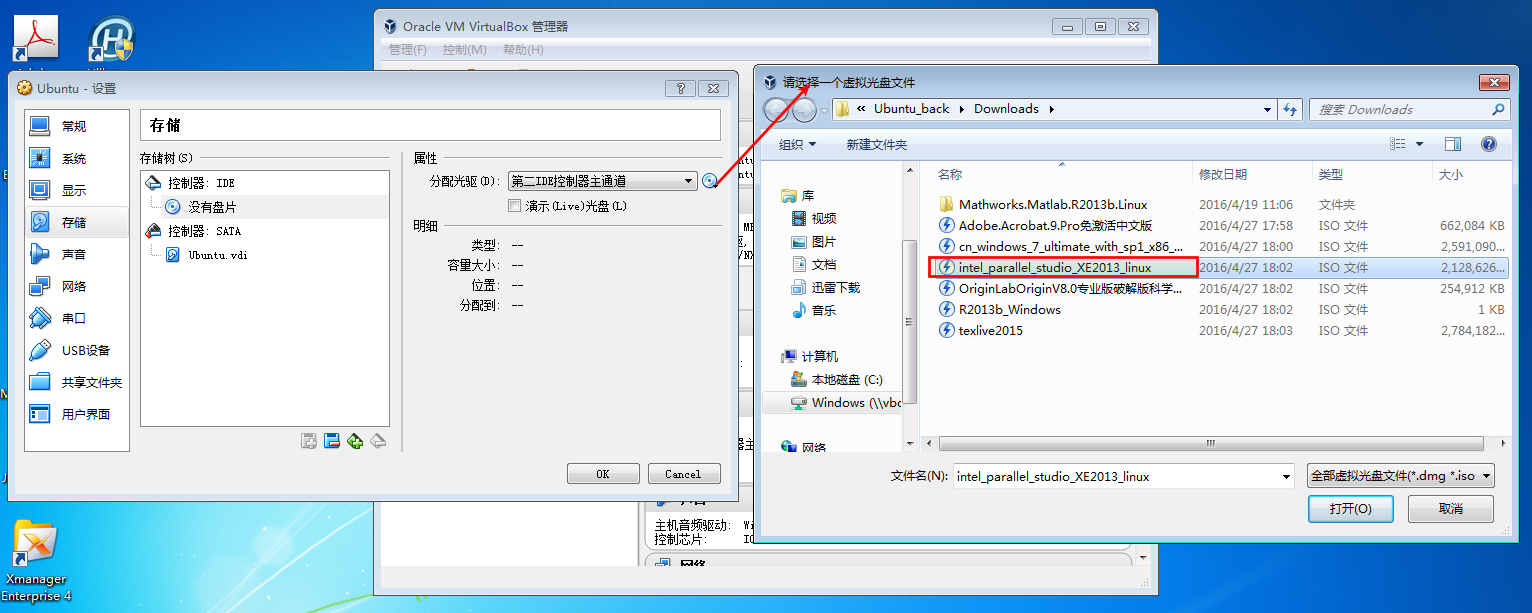 Oracle VM VirtualBox 管理器
管理(F) 控制(M) 帮助(H)
Ubuntu - 设置
常规
系统
显示
存储
声音
网络
串口
USB设备
共享文件夹
用户界面
存储
存储树(S)
控制器: IDE
没有盘片
控制器: SATA
Ubuntu.vdi
属性
分配光驱(D): 第二IDE控制器主通道
演示(Live)光盘(L)
明细
类型: --
容量大小: --
位置: --
分配到: --
OK Cancel
请选择一个虚拟光盘文件
« Ubuntu_back Downloads
搜索 Downloads
组织 新建文件夹
库
视频
图片
文档
迅雷下载
音乐
计算机
本地磁盘 (C:)
Windows (\\vbo
网络
名称 修改日期 类型 大小
Mathworks.Matlab.R2013b.Linux 2016/4/19 11:06 文件夹
Adobe.Acrobat.9.Pro免激活中文版 2016/4/27 17:58 ISO 文件 662,084 KB
cn_windows_7_ultimate_with_sp1_x86_... 2016/4/27 18:00 ISO 文件 2,591,090...
intel_parallel_studio_XE2013_linux 2016/4/27 18:02 ISO 文件 2,128,626...
OriginLabOriginV8.0专业版破解版科学... 2016/4/27 18:02 ISO 文件 254,912 KB
R2013b_Windows 2016/4/27 18:02 ISO 文件 1 KB
texlive2015 2016/4/27 18:03 ISO 文件 2,784,182...
文件名(N): intel_parallel_studio_XE2013_linux
全部虚拟光盘文件(*.dmg *.iso
打开(O) 取消
主机音频驱动: Wi
控制芯片: IC
网络
Xmanager
Enterprise 4